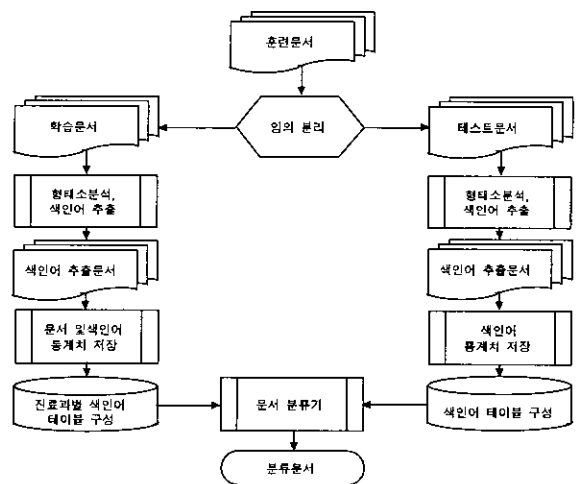 훈련문서
임의 분리
학습문서
테스트문서
형태소분석,
색인어 추출
형태소분석,
색인어 추출
색인어 추출문서
색인어 추출문서
문서 및색인어
통계치 저장
색인어
통계치 저장
진료과별 색인어
테이블 구성
문서 분류기
색인어 테이블 구성
분류문서